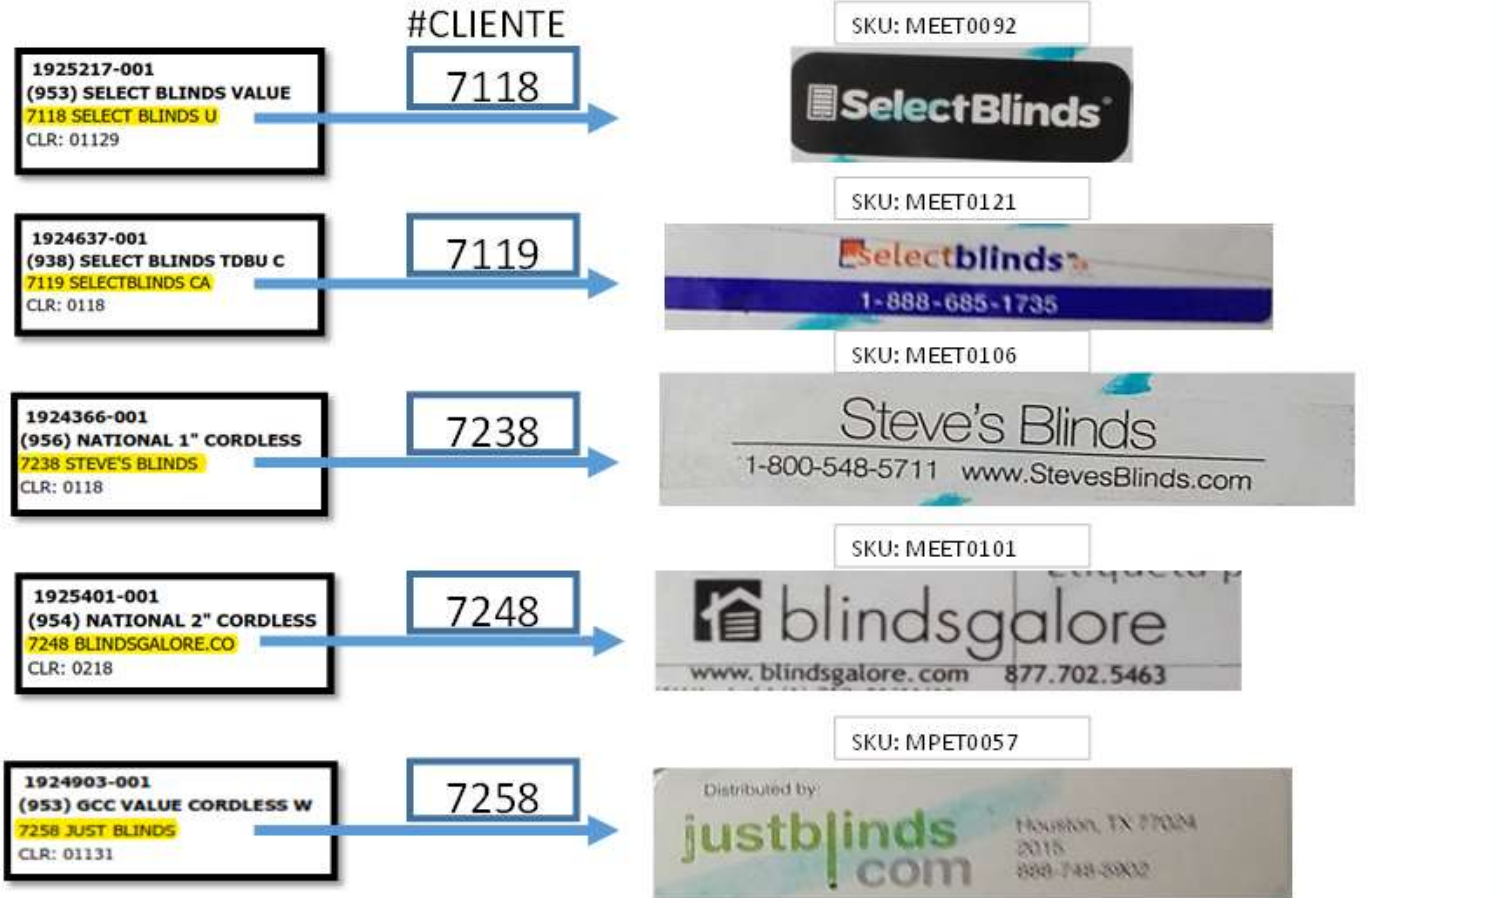 #CLIENTE
SKU: MEET0092
1925217-001
(953) SELECT BLINDS VALUE
7118 SELECT BLINDS U
CLR: 01129
7118
SelectBlinds
SKU: MEET0121
1924637-001
(938) SELECT BLINDS TDBU C
7119 SELECTBLINDS CA
CLR: 0118
7119
selectblinds
1-888-685-1735
SKU: MEET0106
1924366-001
(956) NATIONAL 1" CORDLESS
7238 STEVE'S BLINDS
CLR: 0118
7238
Steve's Blinds
1-800-548-5711 www.StevesBlinds.com
SKU: MEET0101
1925401-001
(954) NATIONAL 2" CORDLESS
7248 BLINDSGALORE.CO
CLR: 0218
7248
blindsgalore
www.blindsgalore.com 877.702.5463
SKU: MPET0057
1924903-001
(953) GCC VALUE CORDLESS W
7258 JUST BLINDS
CLR: 01131
7258
Distributed by:
justblinds
com
Houston, TX 77024
2015